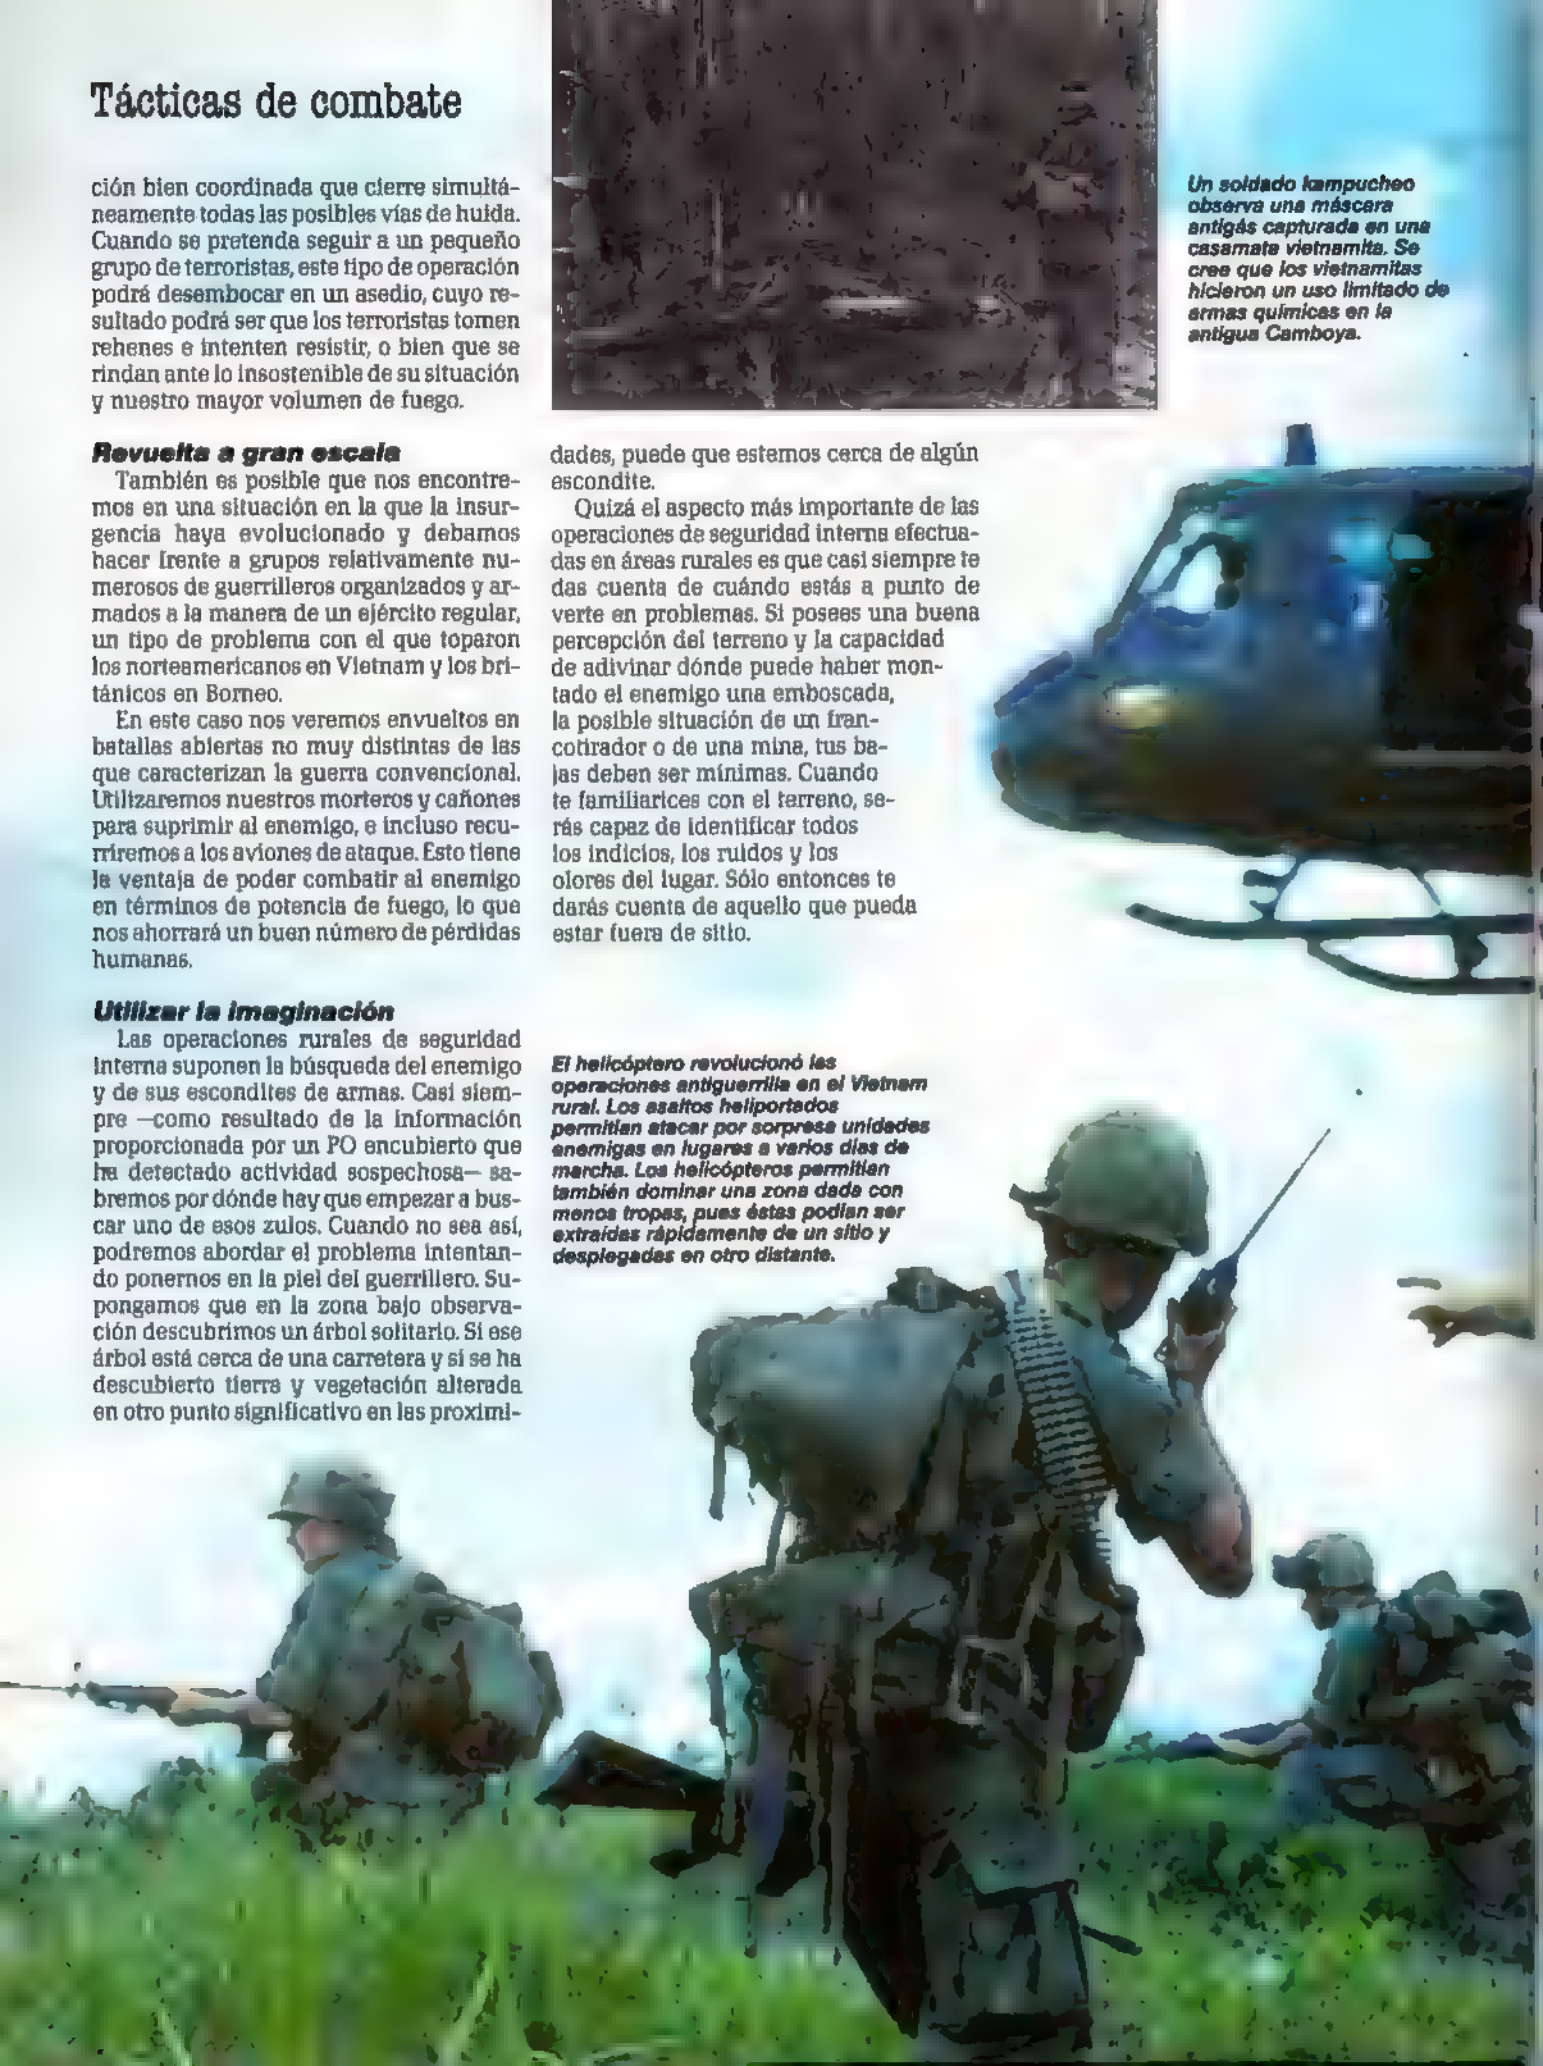 Tácticas de combate
ción bien coordinada que cierre simultá-
neamente todas las posibles vías de huida.
Cuando se pretenda seguir a un pequeño
grupo de terroristas, este tipo de operación
podrá desembocar en un asedio, cuyo re-
sultado podrá ser que los terroristas tomen
rehenes e intenten resistir, o bien que se
rindan ante lo insostenible de su situación
y nuestro mayor volumen de fuego.
Revuelta a gran escala
También es posible que nos encontre-
mos en una situación en la que la insur-
gencia haya evolucionado y debamos
hacer frente a grupos relativamente nu-
merosos de guerrilleros organizados y ar-
mados a la manera de un ejército regular,
un tipo de problema con el que toparon
los norteamericanos en Vietnam y los bri-
tánicos en Borneo.
En este caso nos veremos envueltos en
batallas abiertas no muy distintas de las
que caracterizan la guerra convencional.
Utilizaremos nuestros morteros y cañones
para suprimir al enemigo, e incluso recu-
rriremos a los aviones de ataque. Esto tiene
la ventaja de poder combatir al enemigo
en términos de potencia de fuego, lo que
nos ahorrará un buen número de pérdidas
humanas.
Utilizar la imaginación
Las operaciones rurales de seguridad
interna suponen la búsqueda del enemigo
y de sus escondites de armas. Casi siem-
pre —como resultado de la información
proporcionada por un PO encubierto que
ha detectado actividad sospechosa— sa-
bremos por dónde hay que empezar a bus-
car uno de esos zulos. Cuando no sea así,
podremos abordar el problema intentan-
do ponernos en la piel del guerrillero. Su-
pongamos que en la zona bajo observa-
ción descubrimos un árbol solitario. Si ese
árbol está cerca de una carretera y si se ha
descubierto tierra y vegetación alterada
en otro punto significativo en las proximi-
dades, puede que estemos cerca de algún
escondite.
Quizá el aspecto más importante de las
operaciones de seguridad interna efectua-
das en áreas rurales es que casi siempre te
das cuenta de cuándo estás a punto de
verte en problemas. Si posees una buena
percepción del terreno y la capacidad
de adivinar dónde puede haber mon-
tado el enemigo una emboscada,
la posible situación de un fran-
cotirador o de una mina, tus ba-
jas deben ser mínimas. Cuando
te familiarices con el terreno, se-
rás capaz de identificar todos
los indicios, los ruidos y los
olores del lugar. Sólo entonces te
darás cuenta de aquello que pueda
estar fuera de sitio.
Un soldado kampucheo
observa una máscara
antigás capturada en una
casamata vietnamita. Se
cree que los vietnamitas
hicieron un uso limitado de
armas químicas en la
antigua Camboya.
El helicóptero revolucionó las
operaciones antiguerrilla en el Vietnam
rural. Los asaltos heliportados
permitían atacar por sorpresa unidades
enemigas en lugares a varios días de
marcha. Los helicópteros permitían
también dominar una zona dada con
menos tropas, pues éstas podían ser
extraídas rápidamente de un sitio y
desplegadas en otro distante.